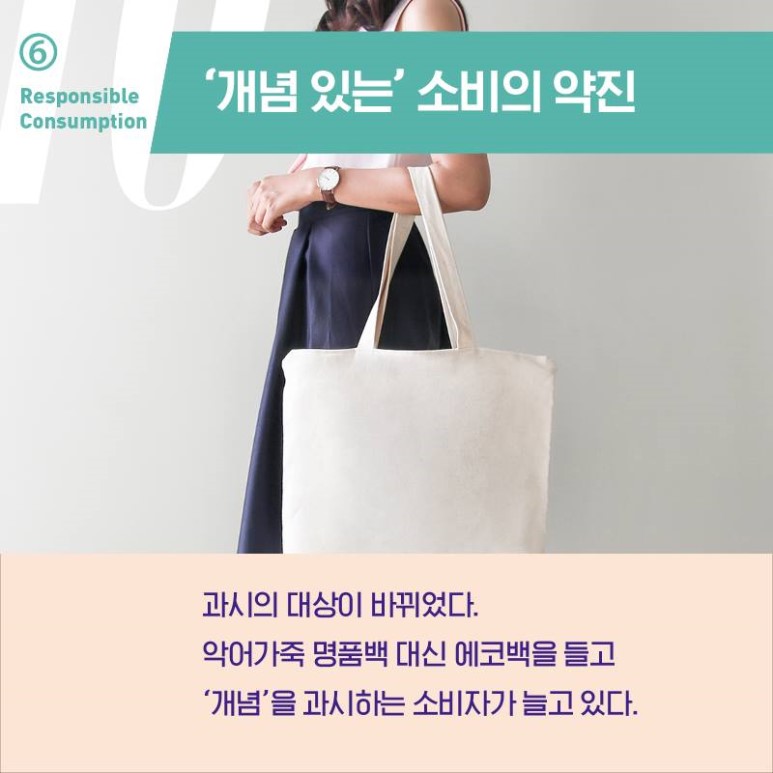 ⑥
Responsible
Consumption
‘개념 있는’ 소비의 약진
과시의 대상이 바뀌었다.
악어가죽 명품백 대신 에코백을 들고
‘개념’을 과시하는 소비자가 늘고 있다.